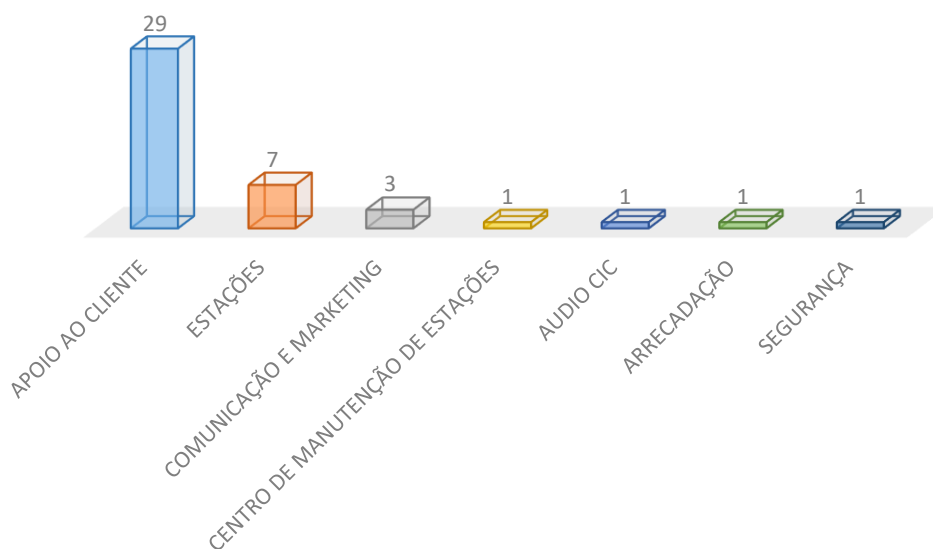 29
7
3
1
1
1
1
APOIO AO CLIENTE
ESTAÇÕES
COMUNICAÇÃO E MARKETING
CENTRO DE MANUTENÇÃO DE ESTAÇÕES
AUDIO CIC
ARRECADAÇÃO
SEGURANÇA